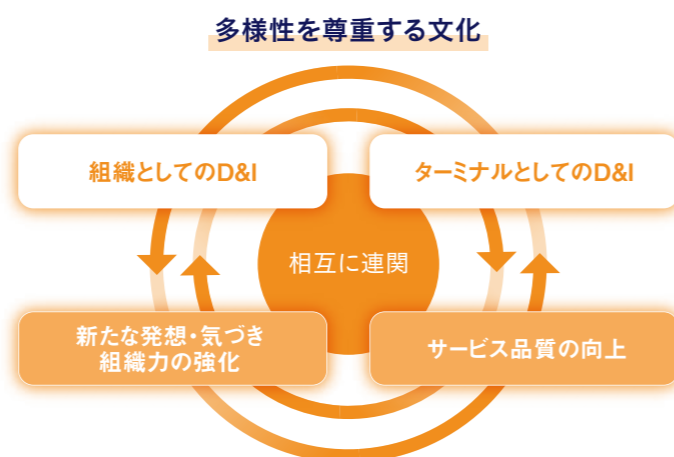 多様性を尊重する文化
組織としてのD&I
ターミナルとしてのD&I
相互に連関
新たな発想・気づき
組織力の強化
サービス品質の向上